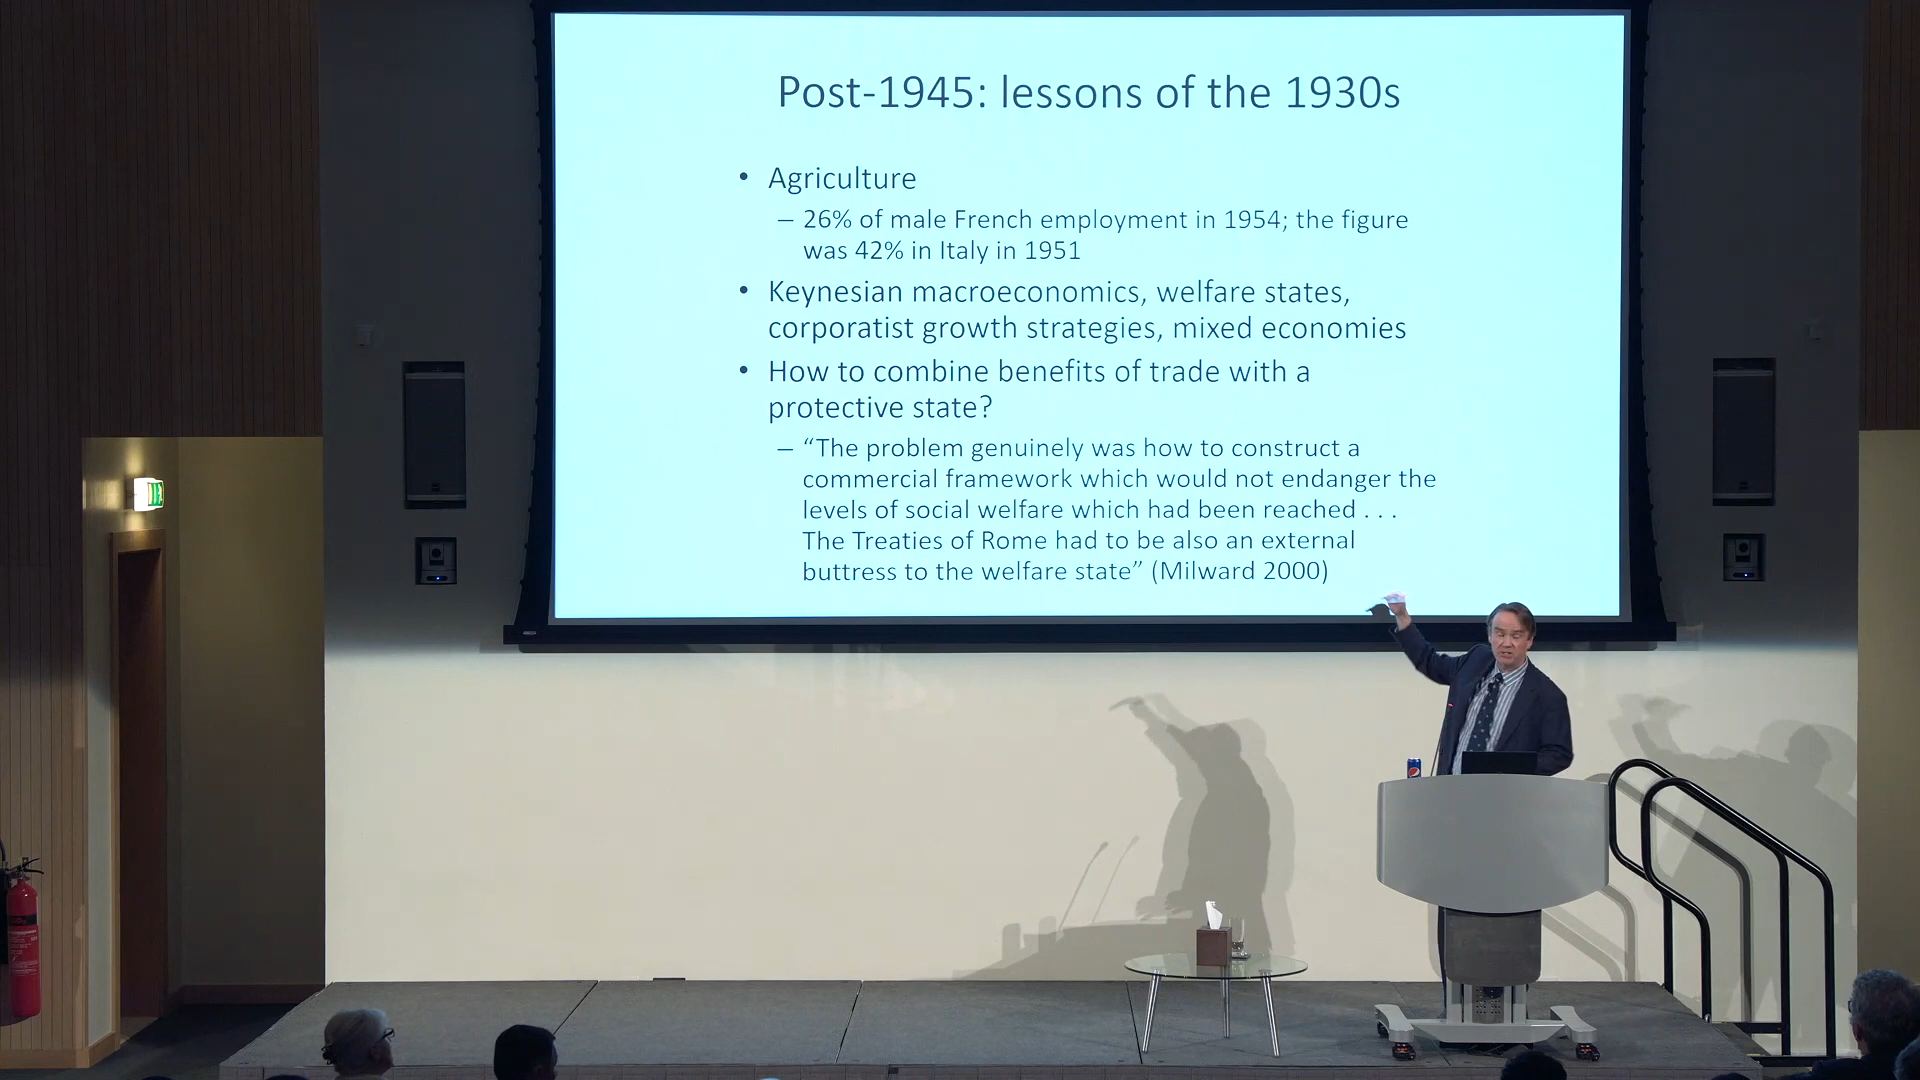 Post-1945: lessons of the 1930s
• Agriculture
– 26% of male French employment in 1954; the figure
was 42% in Italy in 1951
• Keynesian macroeconomics, welfare states,
corporatist growth strategies, mixed economies
• How to combine benefits of trade with a
protective state?
– “The problem genuinely was how to construct a
commercial framework which would not endanger the
levels of social welfare which had been reached . . .
The Treaties of Rome had to be also an external
buttress to the welfare state” (Milward 2000)